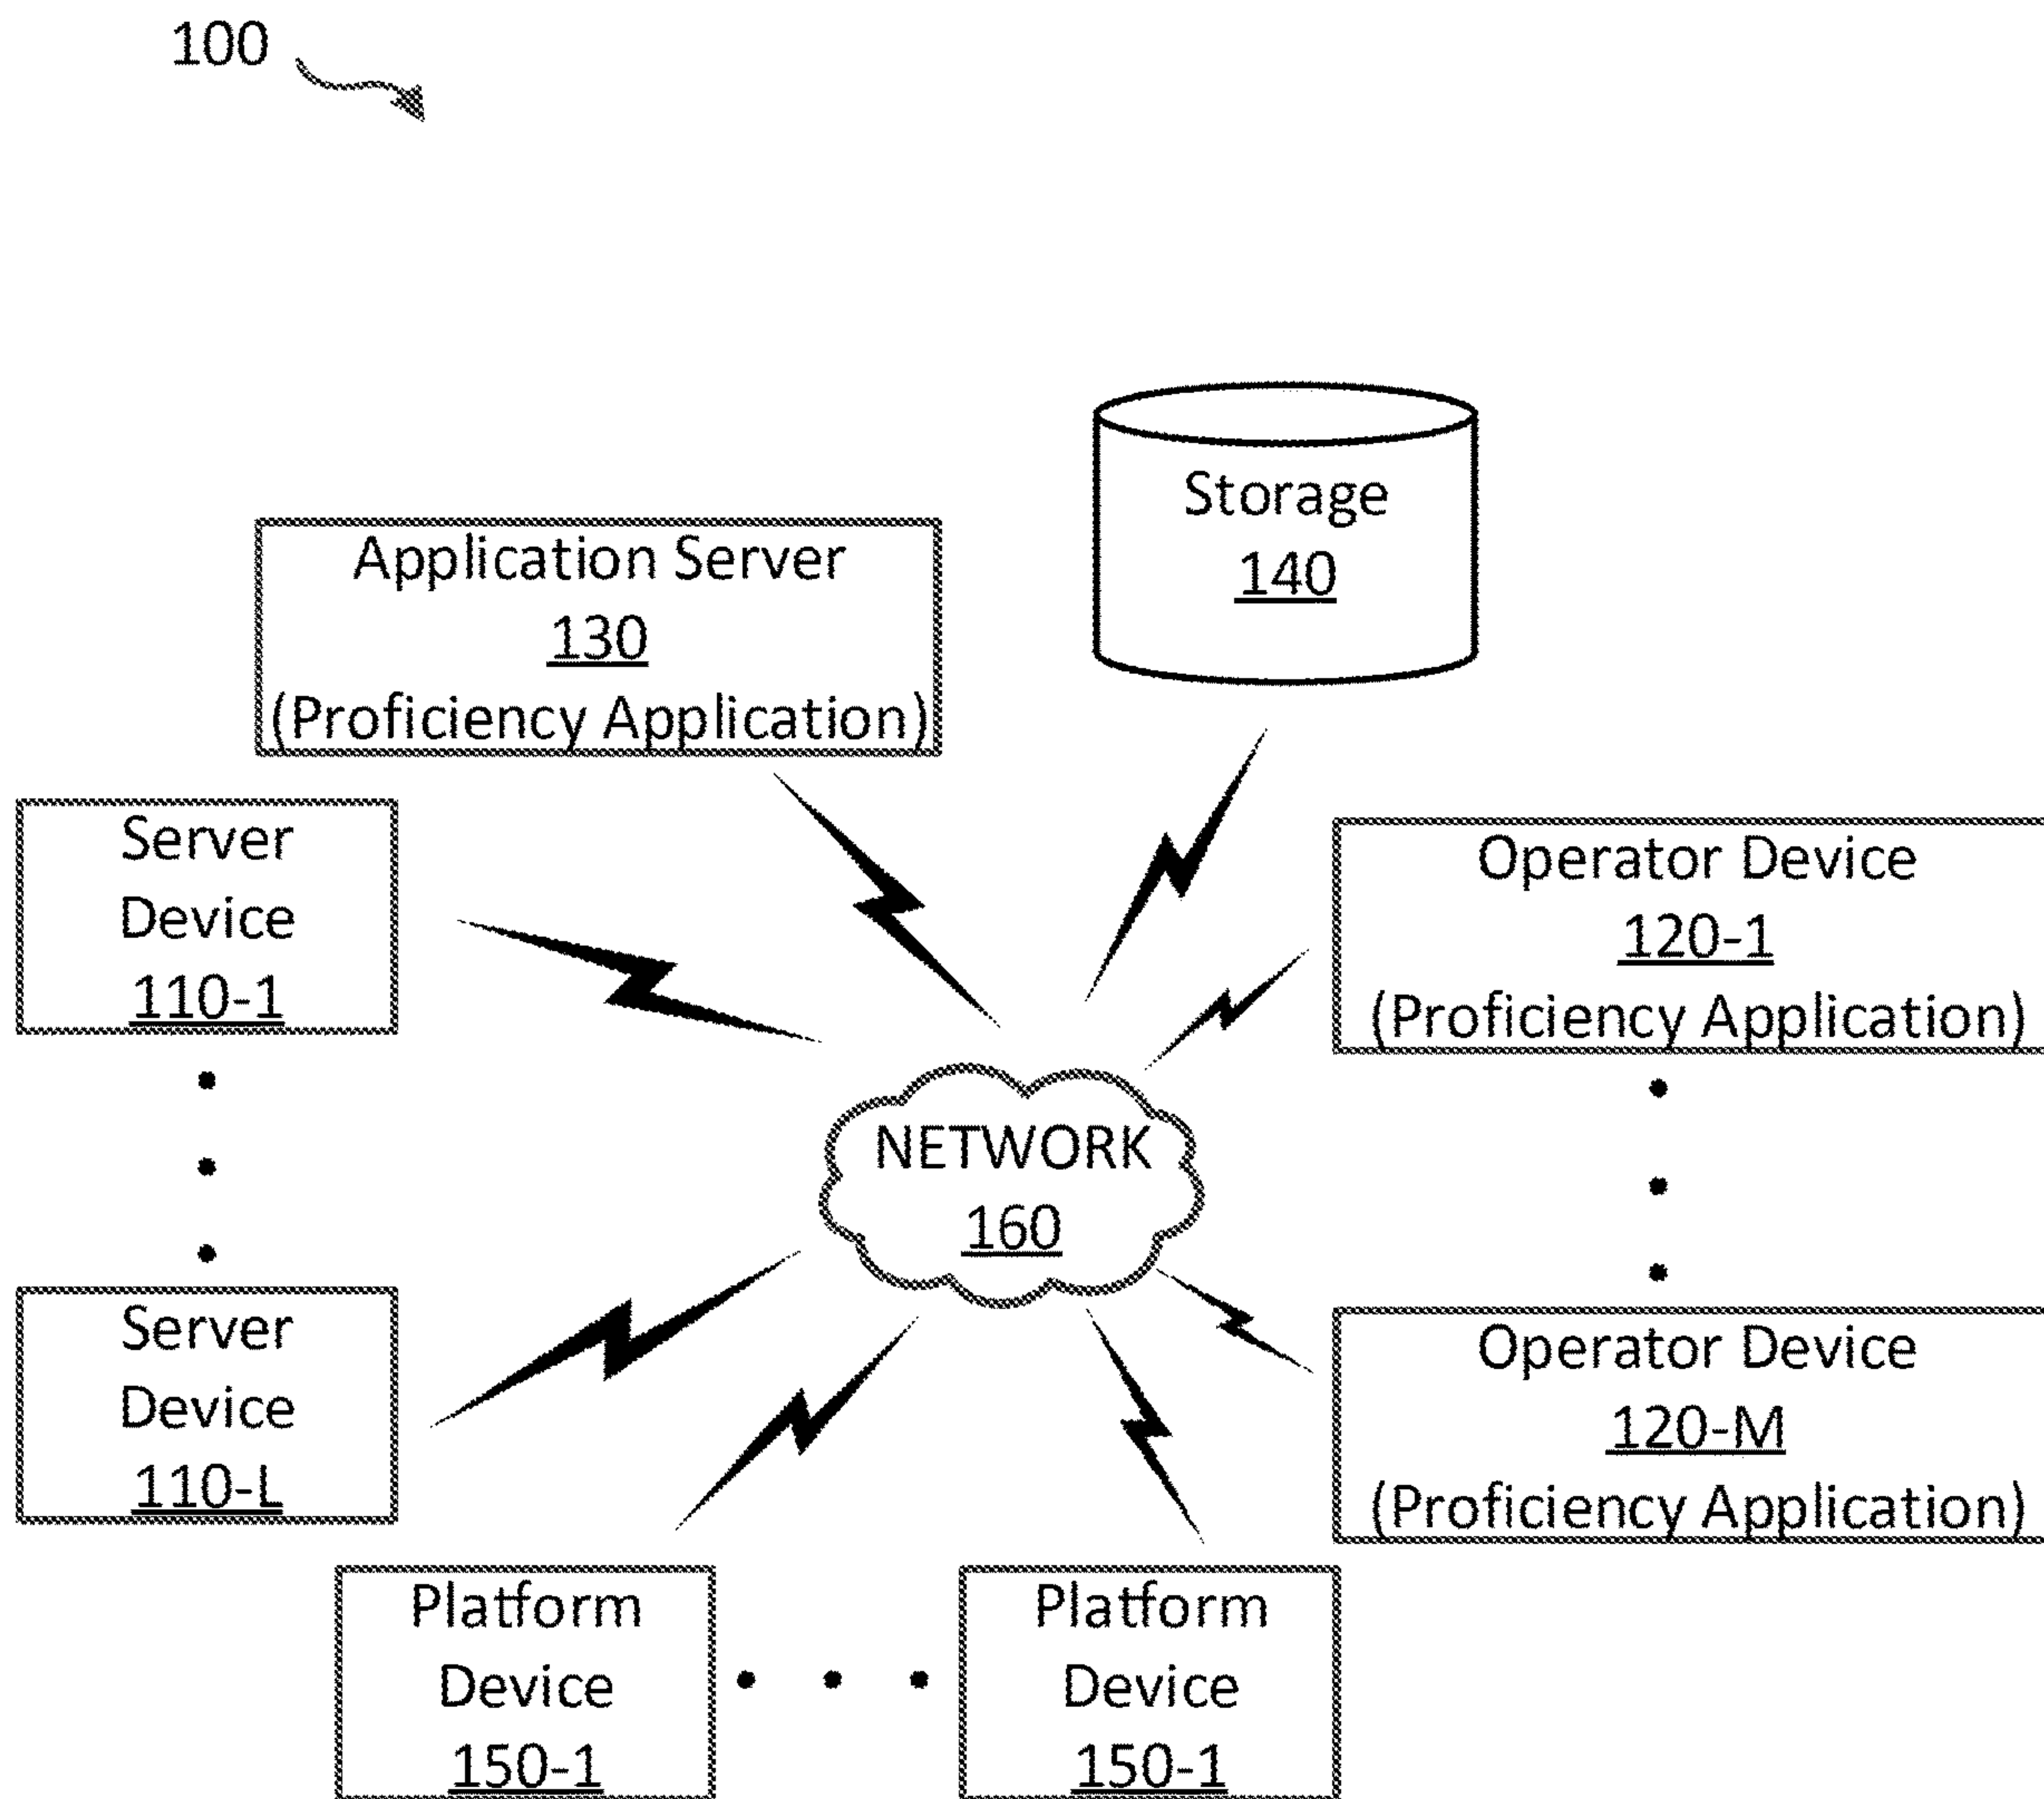 100
Storage
140
Application Server
130
(Proficiency Application)
Server
Device
110-1
Operator Device
120-1
(Proficiency Application)
NETWORK
160
Server
Device
110-L
Operator Device
120-M
(Proficiency Application)
Platform
Device
150-1
Platform
Device
150-1